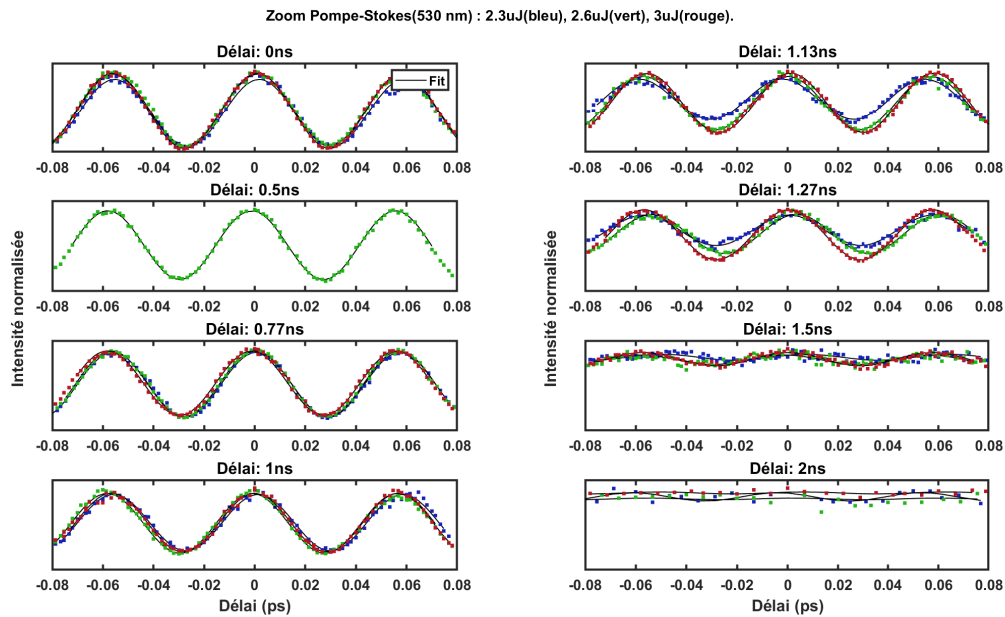 Zoom Pompe-Stokes(530 nm) : 2.3uJ(bleu), 2.6uJ(vert), 3uJ(rouge).
Délai: 0ns
Fit
-0.08 -0.06 -0.04 -0.02 0 0.02 0.04 0.06 0.08
Délai: 0.5ns
-0.08 -0.06 -0.04 -0.02 0 0.02 0.04 0.06 0.08
Délai: 0.77ns
-0.08 -0.06 -0.04 -0.02 0 0.02 0.04 0.06 0.08
Délai: 1ns
-0.08 -0.06 -0.04 -0.02 0 0.02 0.04 0.06 0.08
Délai (ps)
Intensité normalisée
Délai: 1.13ns
-0.08 -0.06 -0.04 -0.02 0 0.02 0.04 0.06 0.08
Délai: 1.27ns
-0.08 -0.06 -0.04 -0.02 0 0.02 0.04 0.06 0.08
Délai: 1.5ns
-0.08 -0.06 -0.04 -0.02 0 0.02 0.04 0.06 0.08
Délai: 2ns
-0.08 -0.06 -0.04 -0.02 0 0.02 0.04 0.06 0.08
Délai (ps)
Intensité normalisée